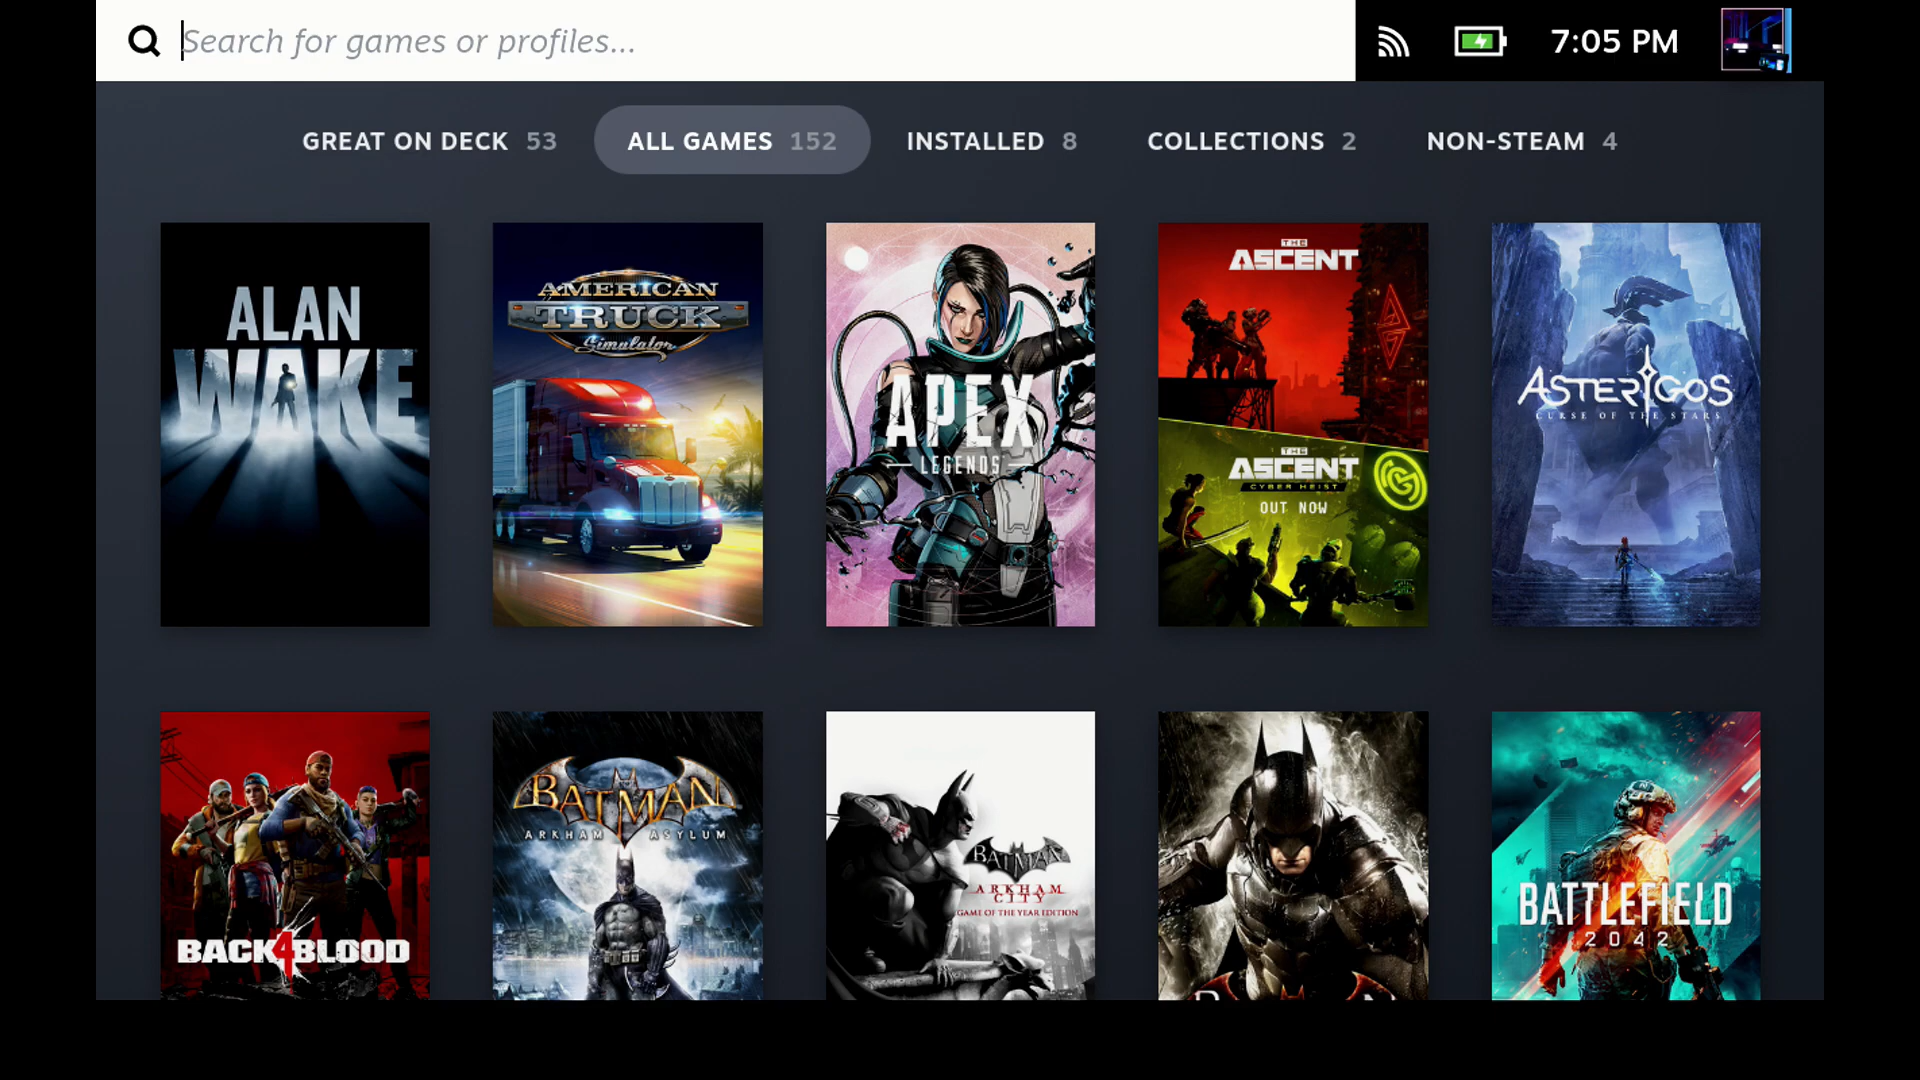 Search for games or profiles...
7:05 PM
GREAT ON DECK 53
ALL GAMES 152
INSTALLED 8
COLLECTIONS 2
NON-STEAM 4
ALAN
WAKE
AMERICAN
TRUCK
Simulator
APEX
LEGENDS
THE
ASCENT
THE
ASCENT
CYBER HEIST
OUT NOW
ASTERIGOS
CURSE OF THE STARS
BACK4BLOOD
BATMAN
ARKHAM ASYLUM
BATMAN
ARKHAM
CITY
GAME OF THE YEAR EDITION
BATTLEFIELD
2042